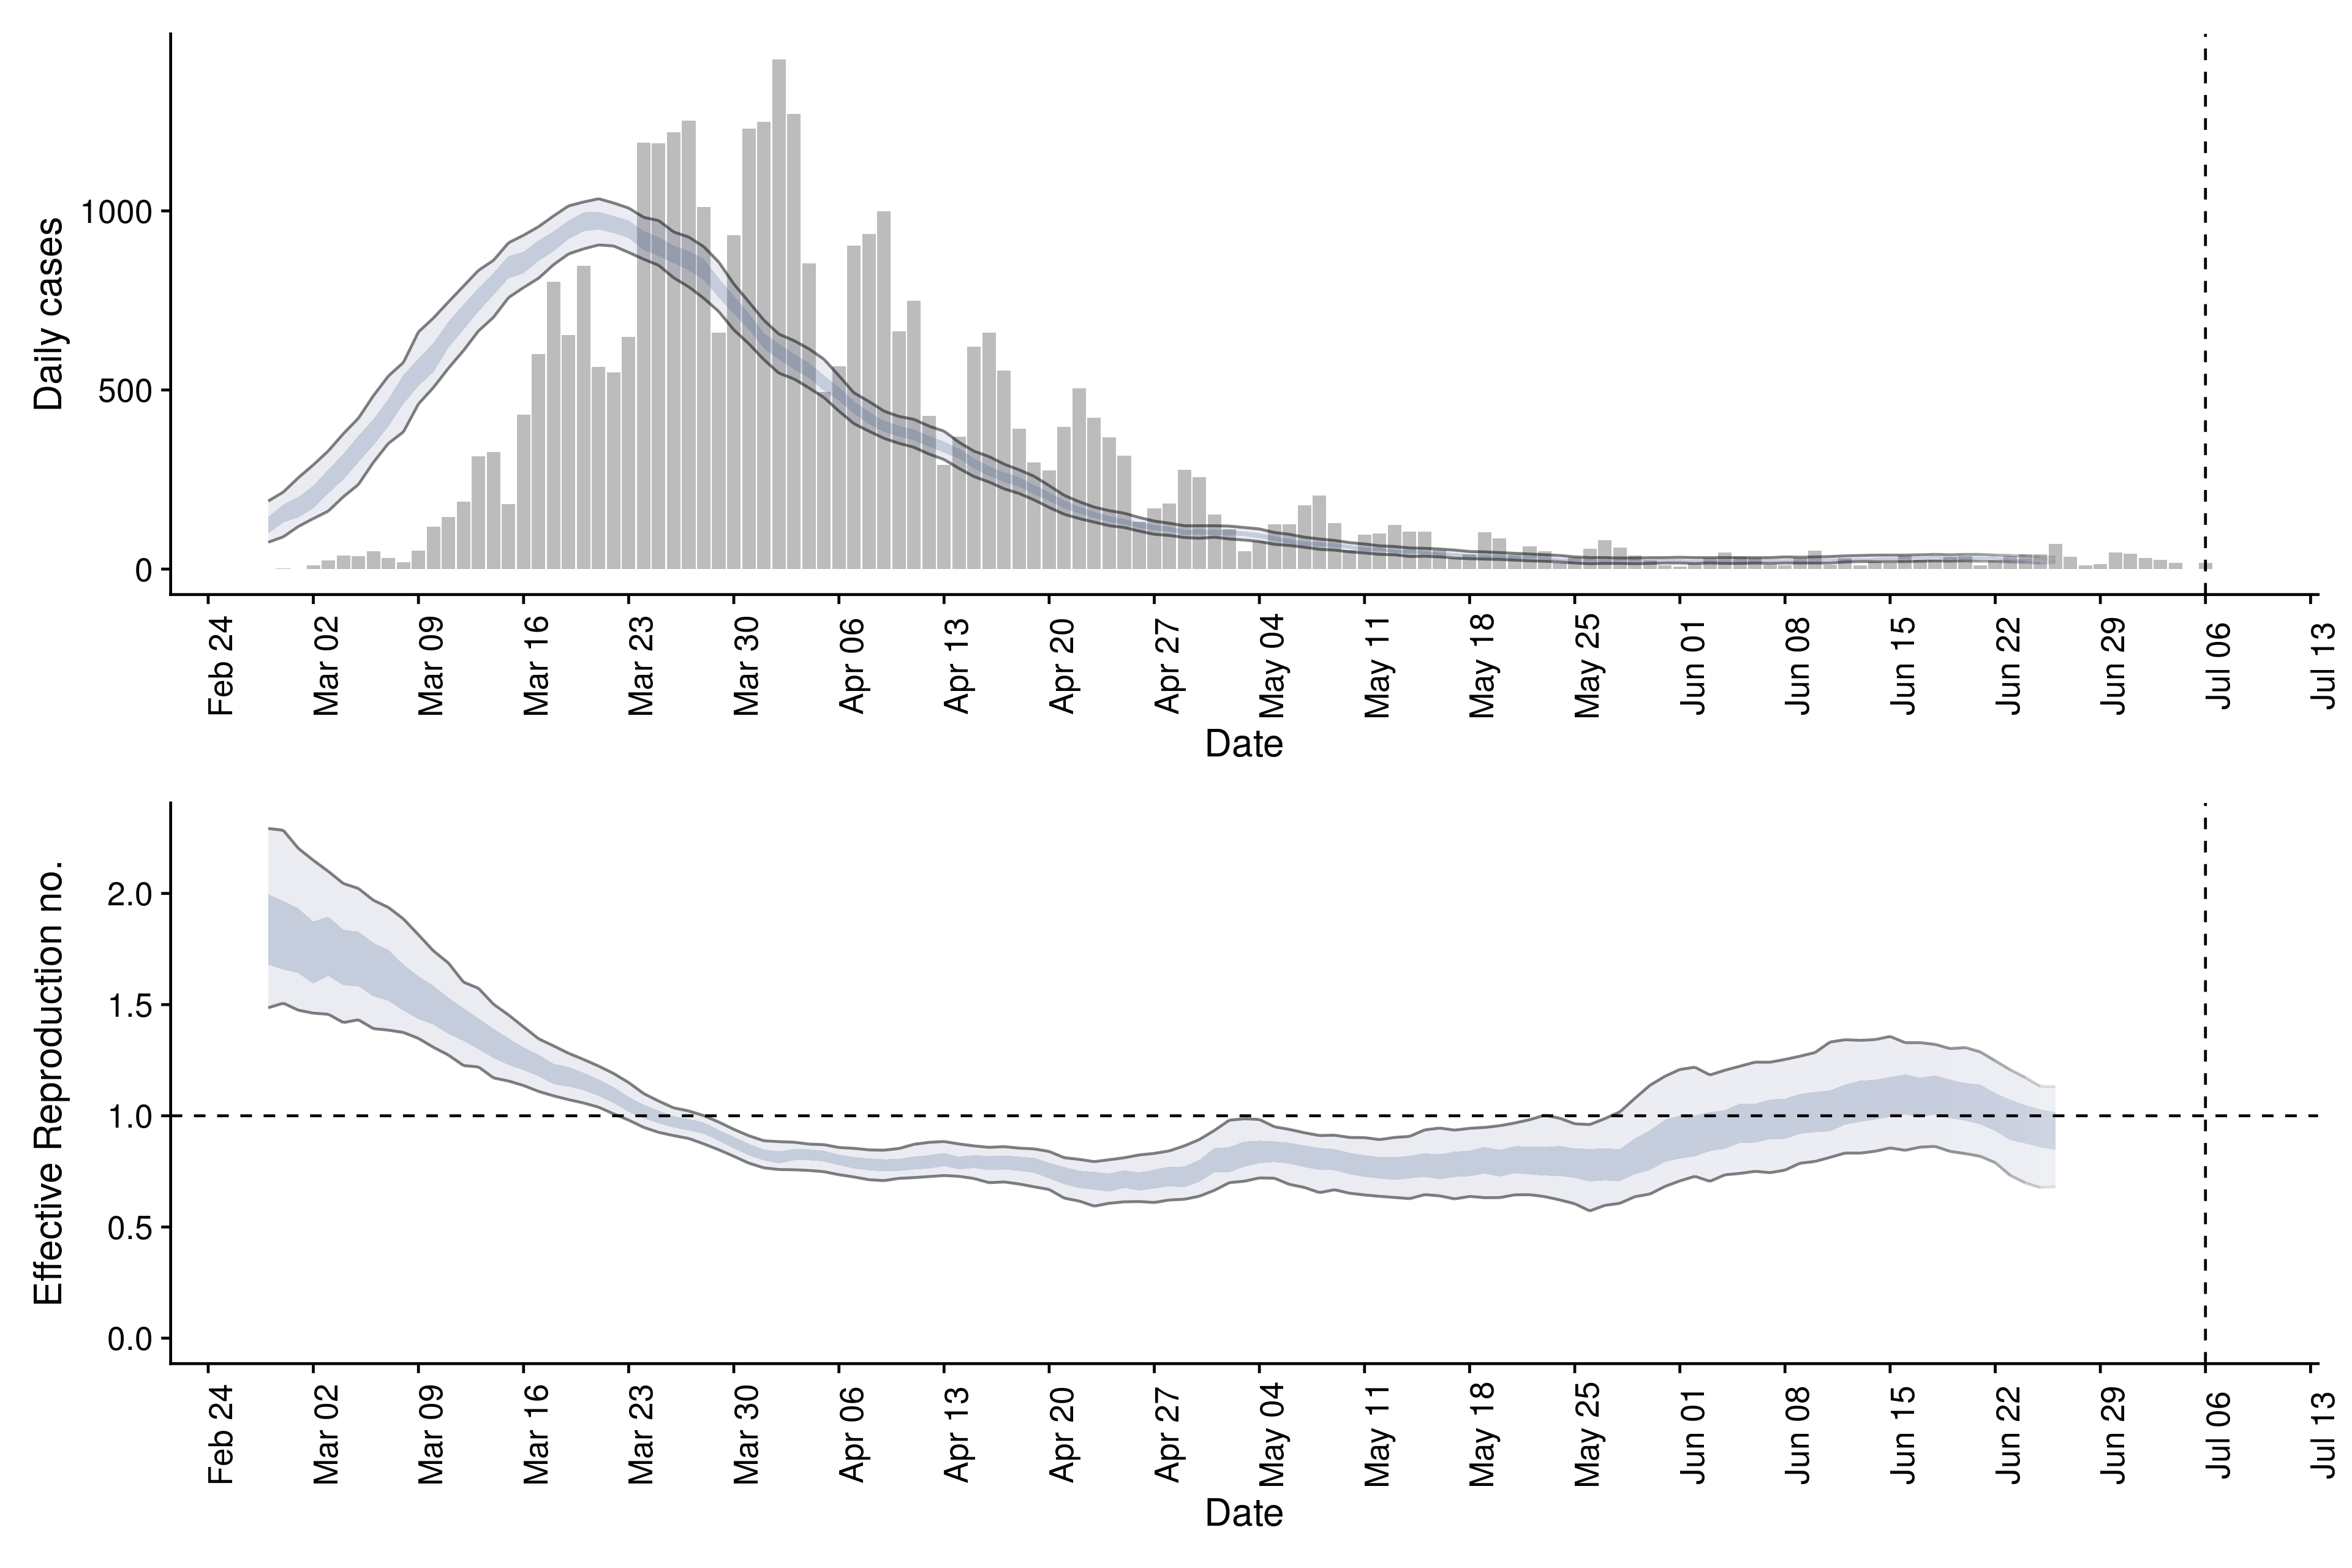 Daily cases
1000
500
0
Feb 24
Mar 02
Mar 09
Mar 16
Mar 23
Mar 30
Apr 06
Apr 13
Apr 20
Apr 27
May 04
May 11
May 18
May 25
Jun 01
Jun 08
Jun 15
Jun 22
Jun 29
Jul 06
Jul 13
Date
Effective Reproduction no.
2.0
1.5
1.0
0.5
0.0
Feb 24
Mar 02
Mar 09
Mar 16
Mar 23
Mar 30
Apr 06
Apr 13
Apr 20
Apr 27
May 04
May 11
May 18
May 25
Jun 01
Jun 08
Jun 15
Jun 22
Jun 29
Jul 06
Jul 13
Date